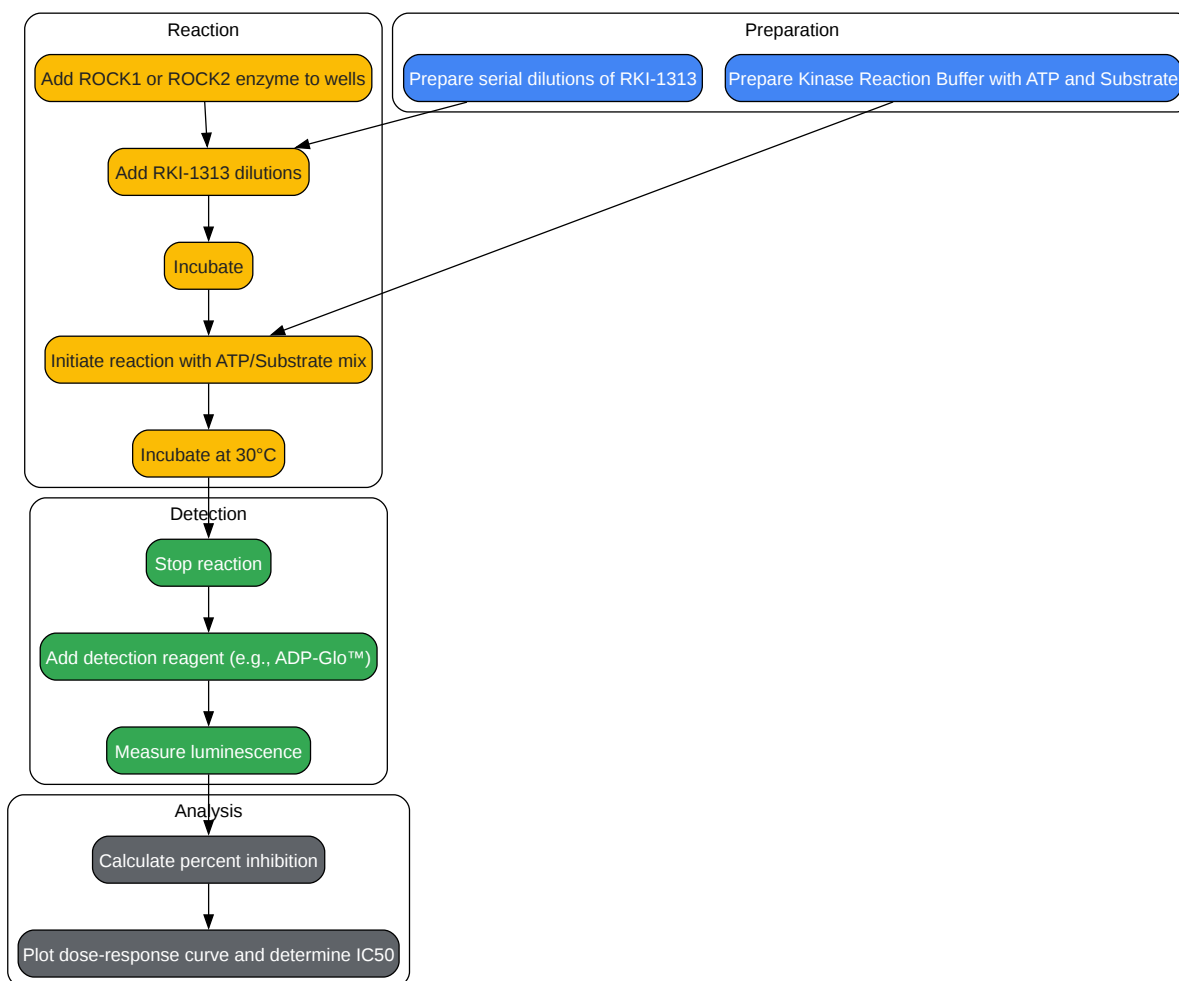 Reaction
Preparation
Add ROCK1 or ROCK2 enzyme to wells
Prepare serial dilutions of RKI-1313
Prepare Kinase Reaction Buffer with ATP and Substrate
Add RKI-1313 dilutions
Incubate
Initiate reaction with ATP/Substrate mix
Incubate at 30°C
Detection
Stop reaction
Add detection reagent (e.g., ADP-Glo™)
Measure luminescence
Analysis
Calculate percent inhibition
Plot dose-response curve and determine IC50